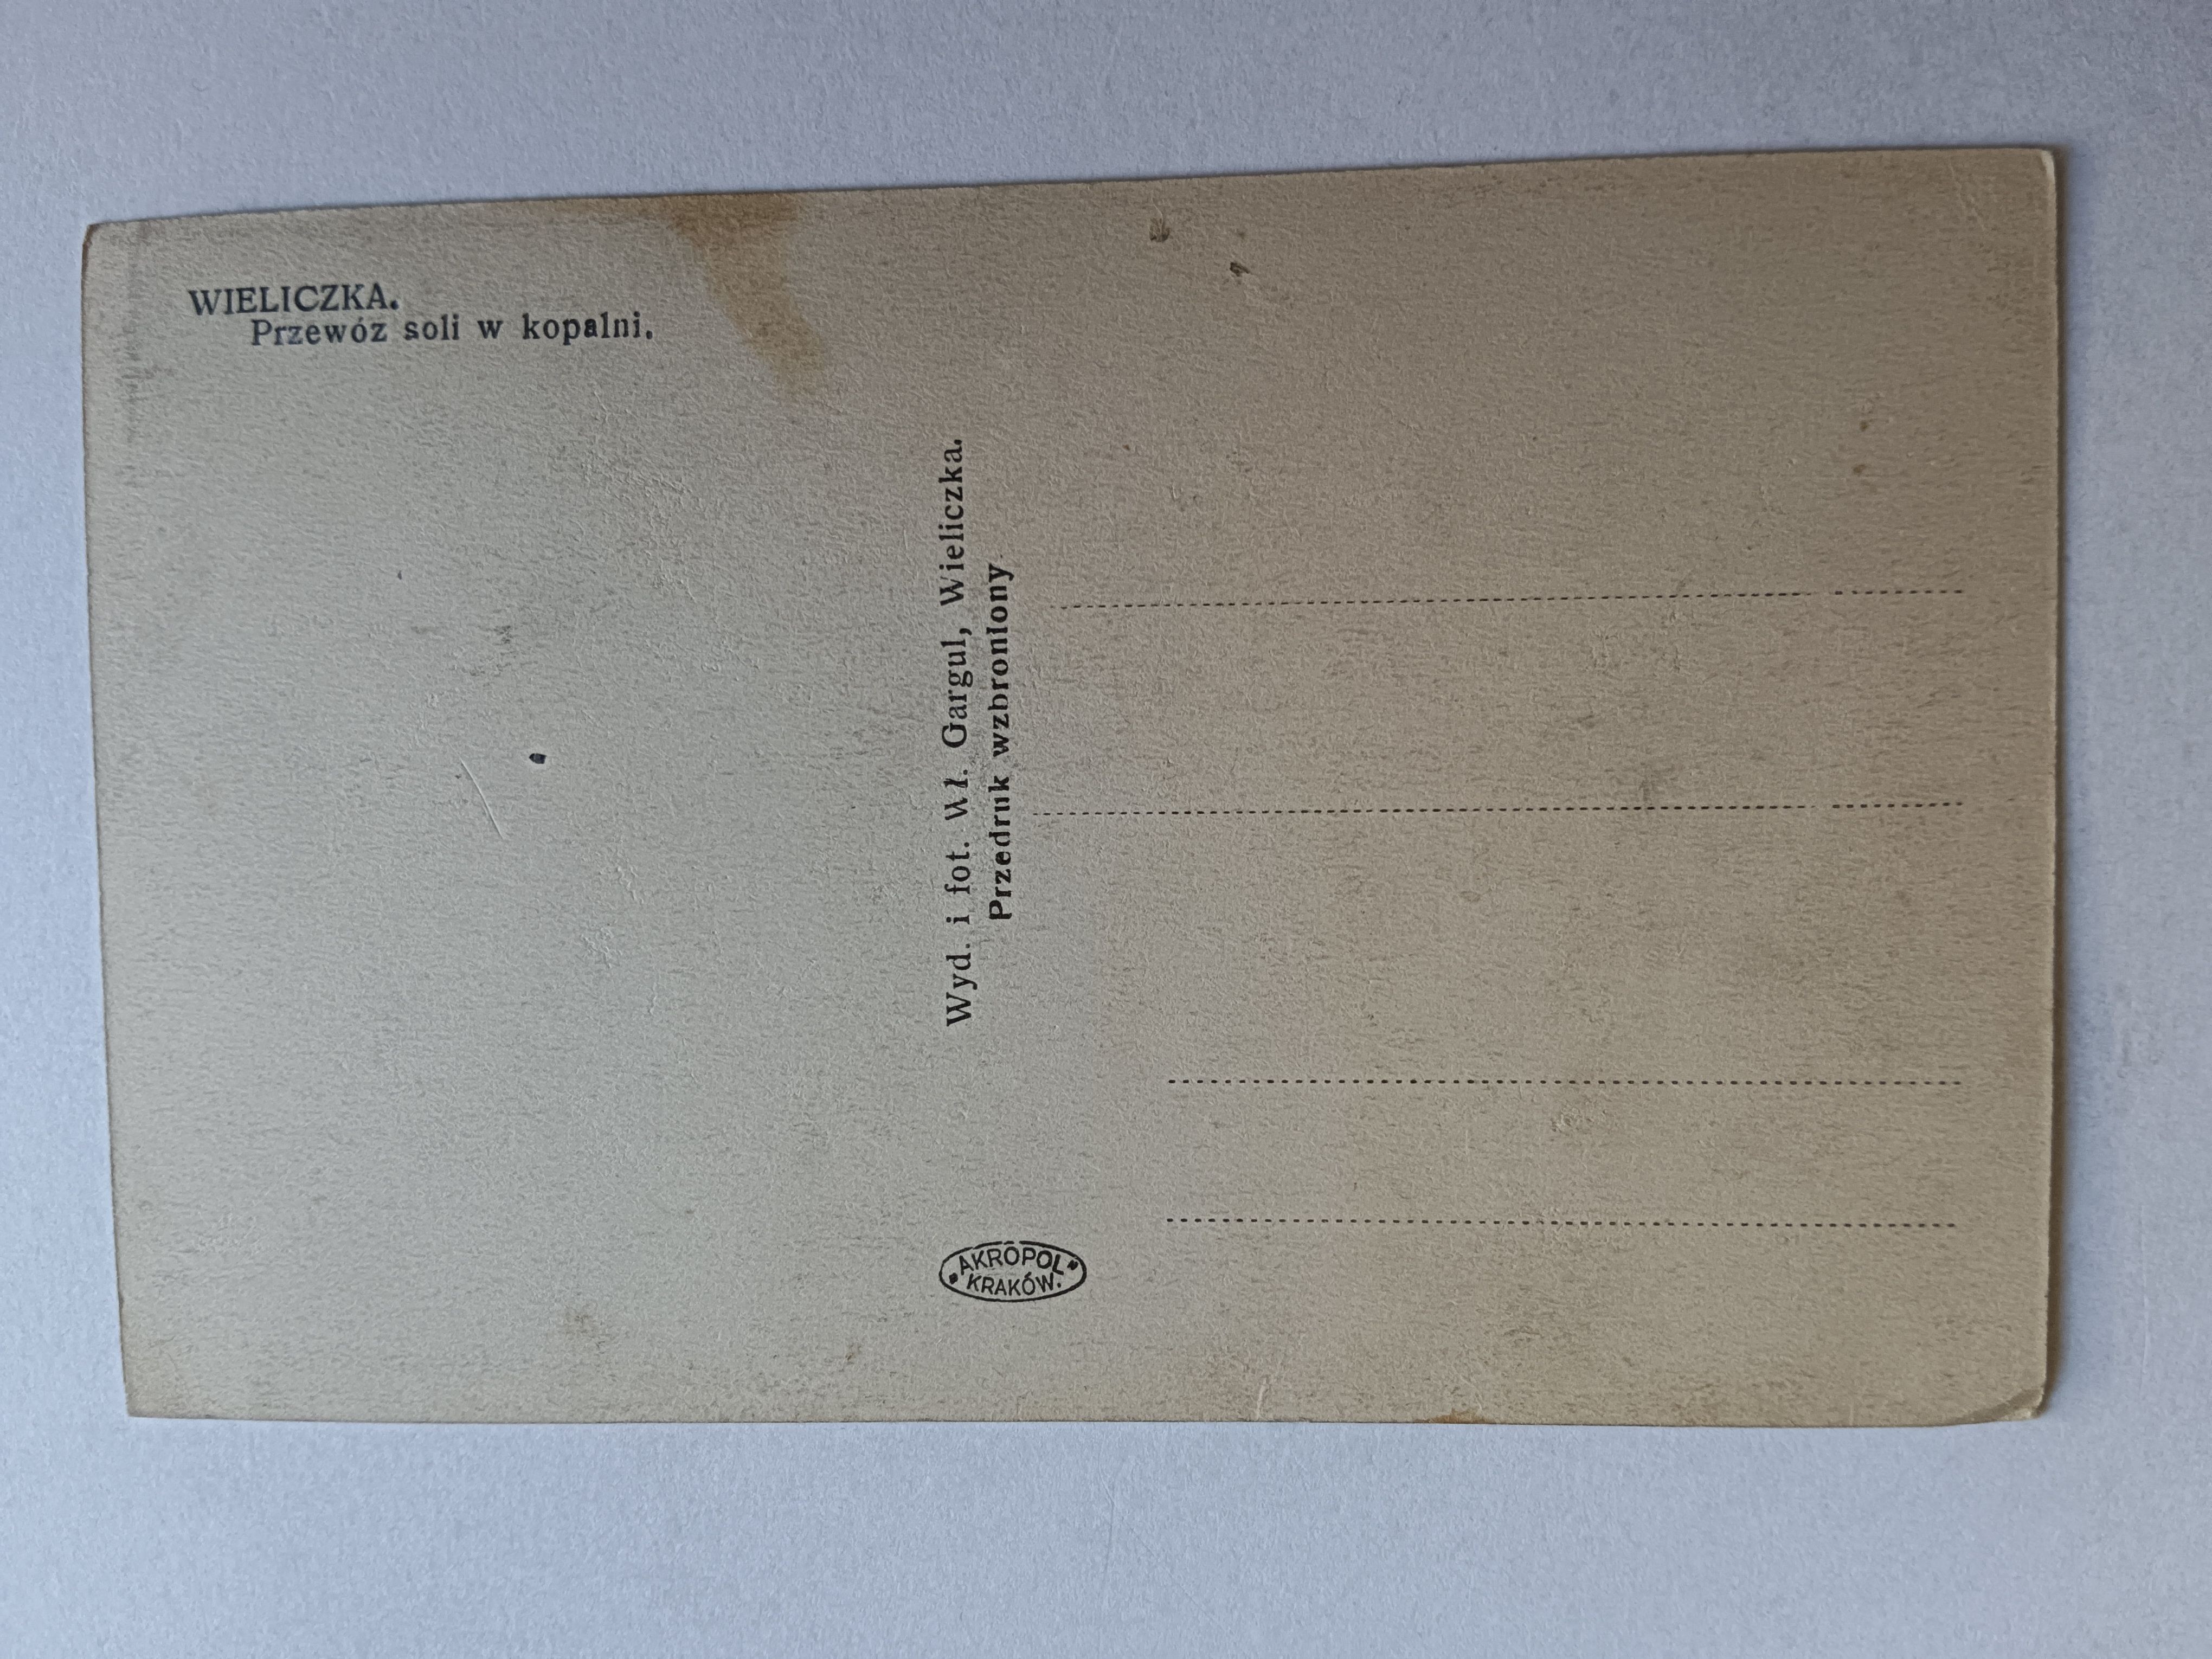 WIELICZKA.
Przewóz soli w kopalni.
Wyd. i fot. Wł. Gargul, Wieliczka.
Przedruk wzbroniony
"AKROPOL"
KRAKÓW.